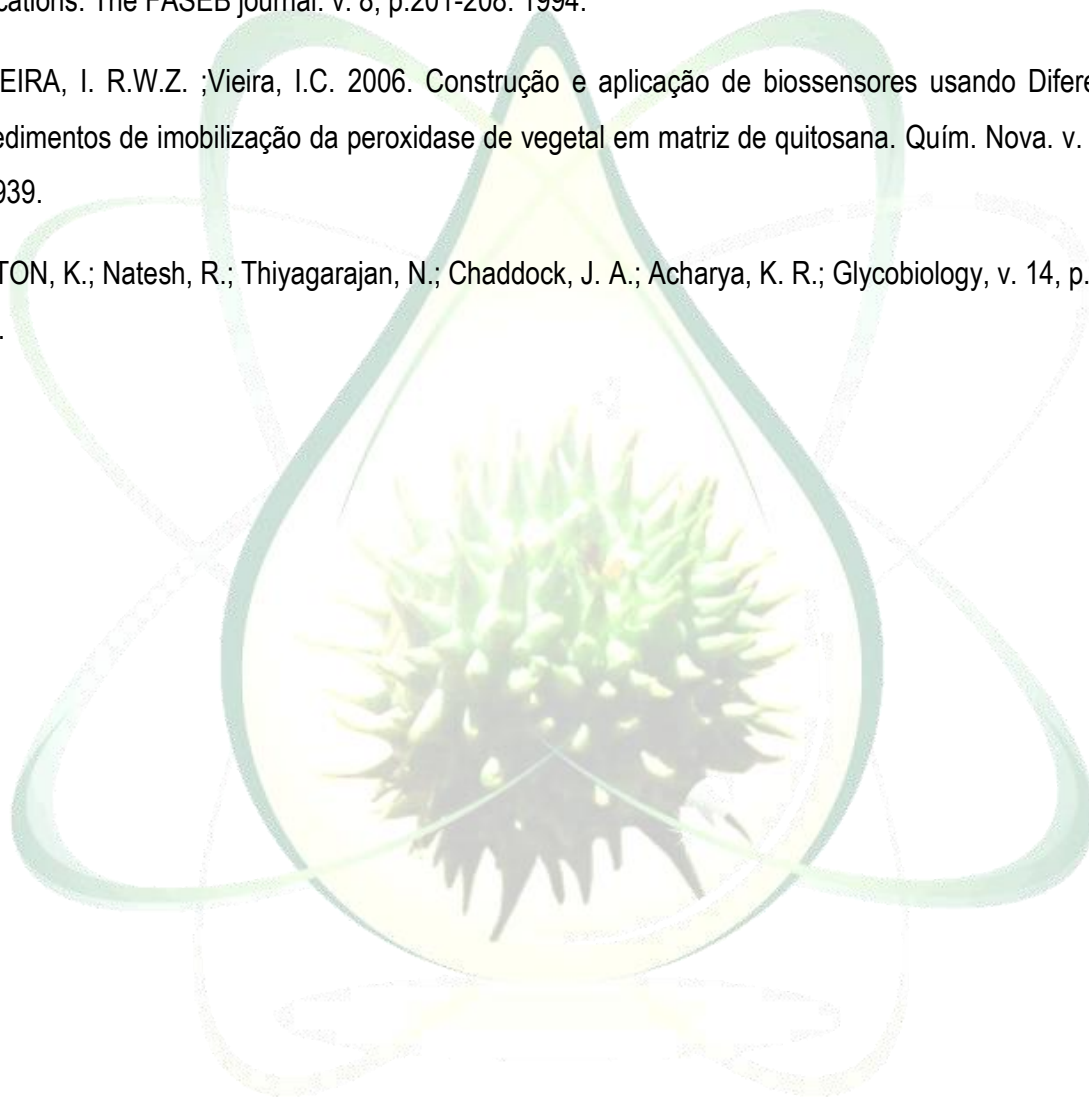 cations. The FASEB journal. v. 8, p.201-208. 1994.
EIRA, I. R.W.Z. ;Vieira, I.C. 2006. Construção e aplicação de biossensores usando Difere
edimentos de imobilização da peroxidase de vegetal em matriz de quitosana. Quím. Nova. v.
939.
TON, K.; Natesh, R.; Thiyagarajan, N.; Chaddock, J. A.; Acharya, K. R.; Glycobiology, v. 14, p.
.